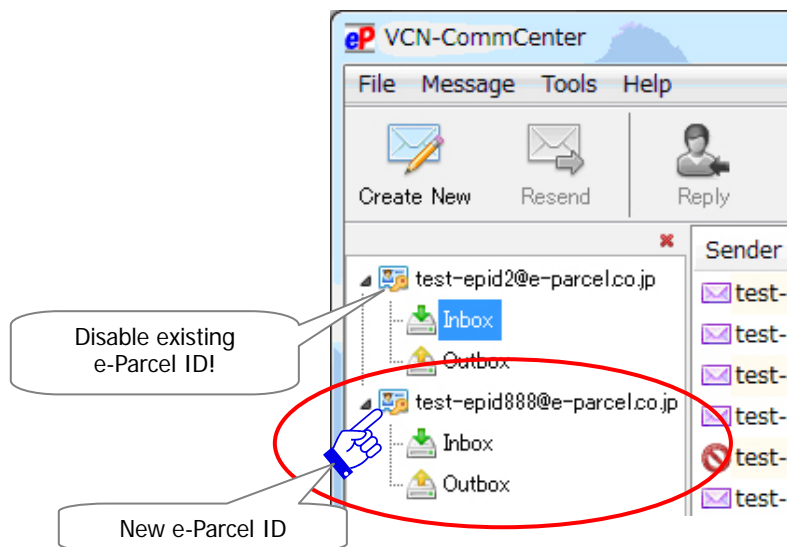 eP VCN-CommCenter
File Message Tools Help
Create New Resend Reply
Sender
test-epid2@e-parcel.co.jp
Inbox
Outbox
test-epid888@e-parcel.co.jp
Inbox
Outbox
test-
test-
test-
test-
test-
test-
Disable existing
e-Parcel ID!
New e-Parcel ID